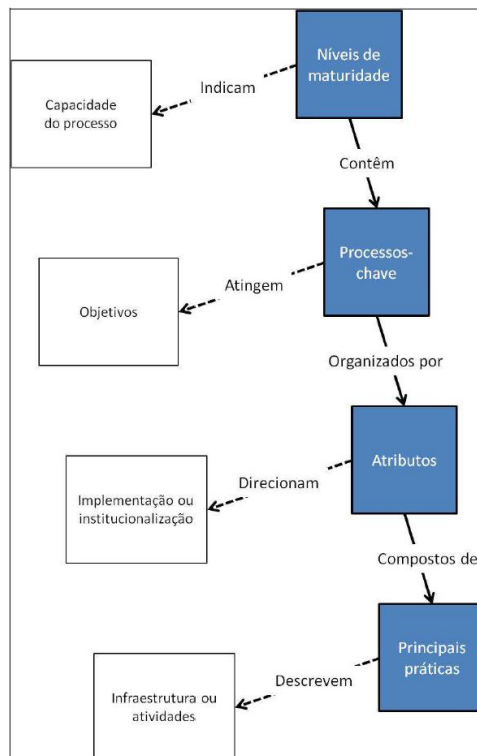 Níveis de
maturidade
Indicam
Capacidade
do processo
Contêm
Processos-
chave
Atingem
Objetivos
Organizados por
Atributos
Direcionam
Implementação ou
institucionalização
Compostos de
Principais
práticas
Descrevem
Infraestrutura ou
atividades